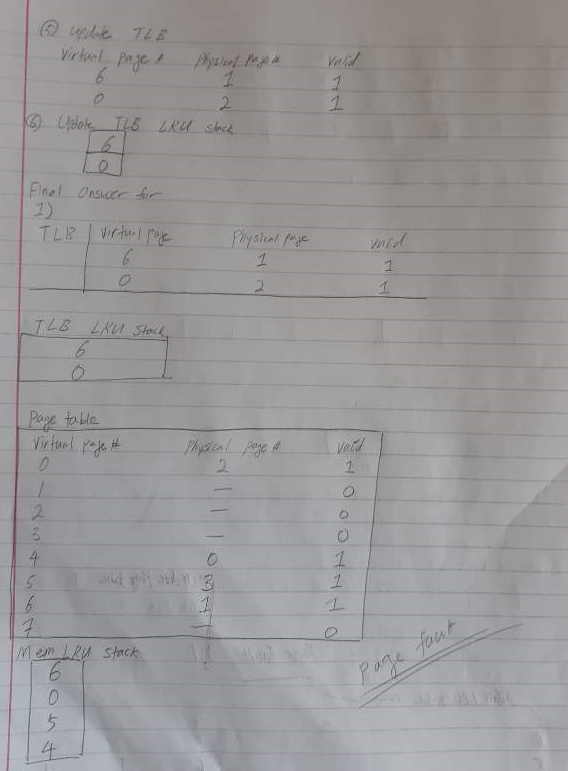 ⑤ update TLB
Virtual page # physical page # valid
6 1 1
0 2 1
⑥ Update TLB LRU stack
6
0
Final Answer for
1)
TLB Virtual page Physical page valid
6 1 1
0 2 1
TLB LRU stack
6
0
Page table
Virtual page # Physical page # valid
0 2 1
1 — 0
2 — 0
3 — 0
4 0 1
5 3 1
6 1 1
7 — 0
Mem LRU stack
6
0
5
4
page fault